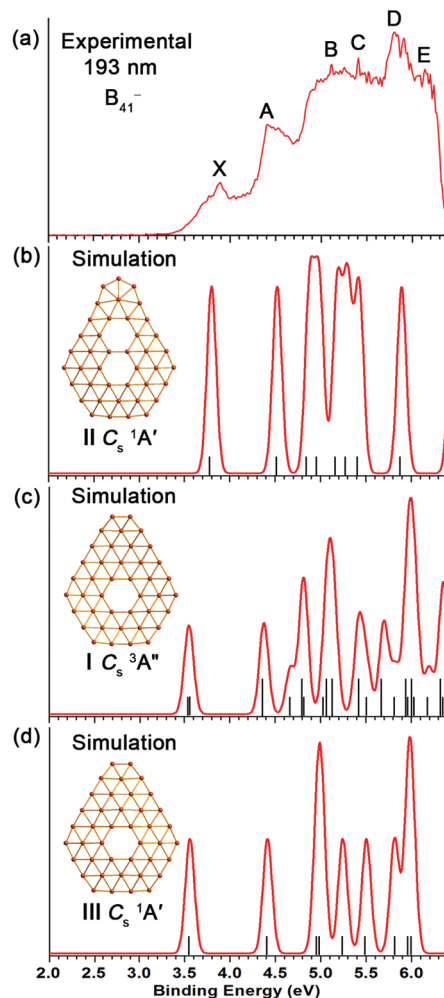 (a)
Experimental
193 nm
B₄₁⁻
X
A
B
C
D
E
(b)
Simulation
II Cₛ ¹A′
(c)
Simulation
I Cₛ ³A″
(d)
Simulation
III Cₛ ¹A′
2.0 2.5 3.0 3.5 4.0 4.5 5.0 5.5 6.0
Binding Energy (eV)